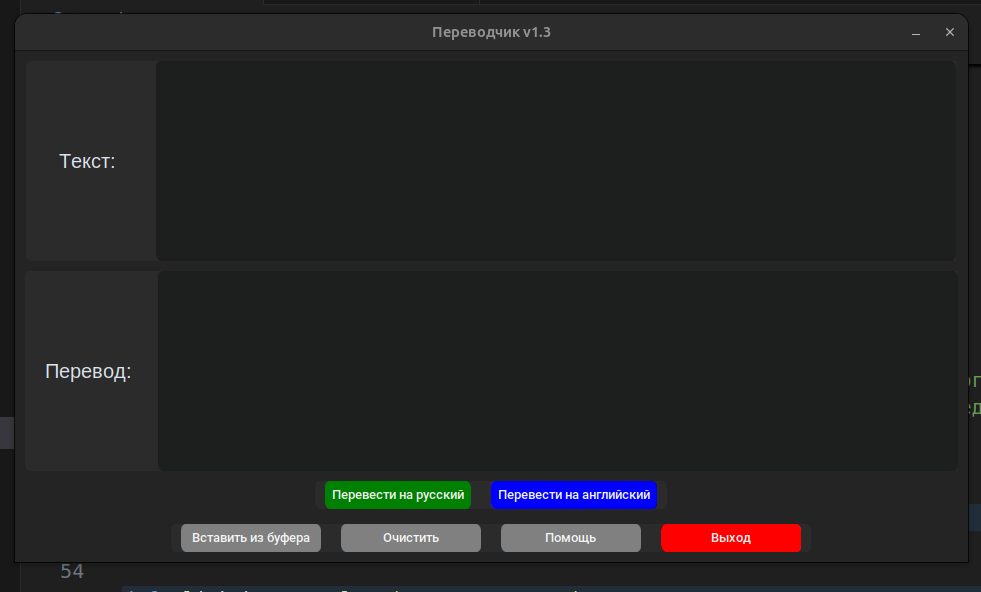 Переводчик v1.3
Текст:
Перевод:
Перевести на русский Перевести на английский
Вставить из буфера Очистить Помощь Выход
54